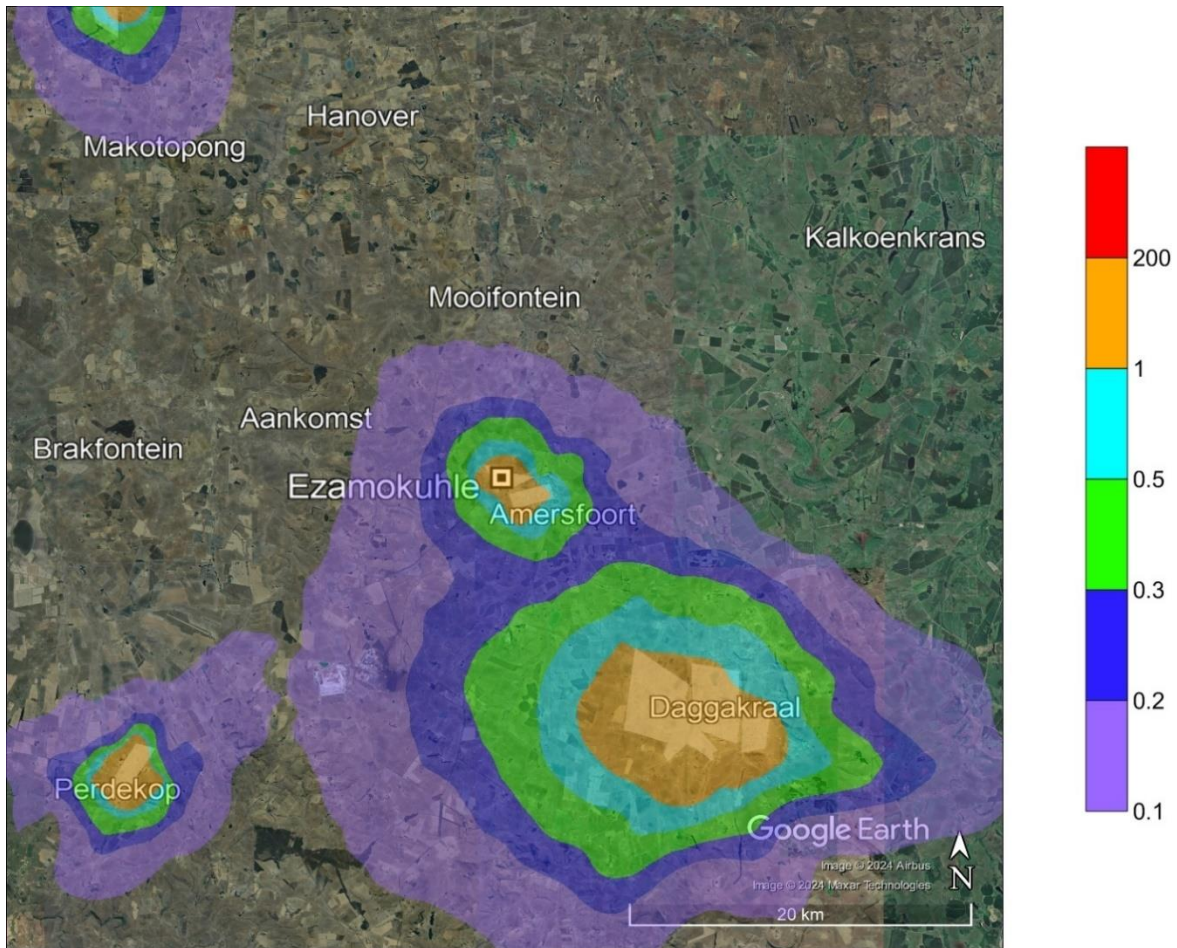 Hanover
Makotopong
Kalkoenkrans
Mooifontein
Aankomst
Brakfontein
Ezamokuhle
Amersfoort
Daggakraal
Perdekop
Google Earth
Image © 2024 Airbus
Image © 2024 Maxar Technologies
N
20 km
200
1
0.5
0.3
0.2
0.1